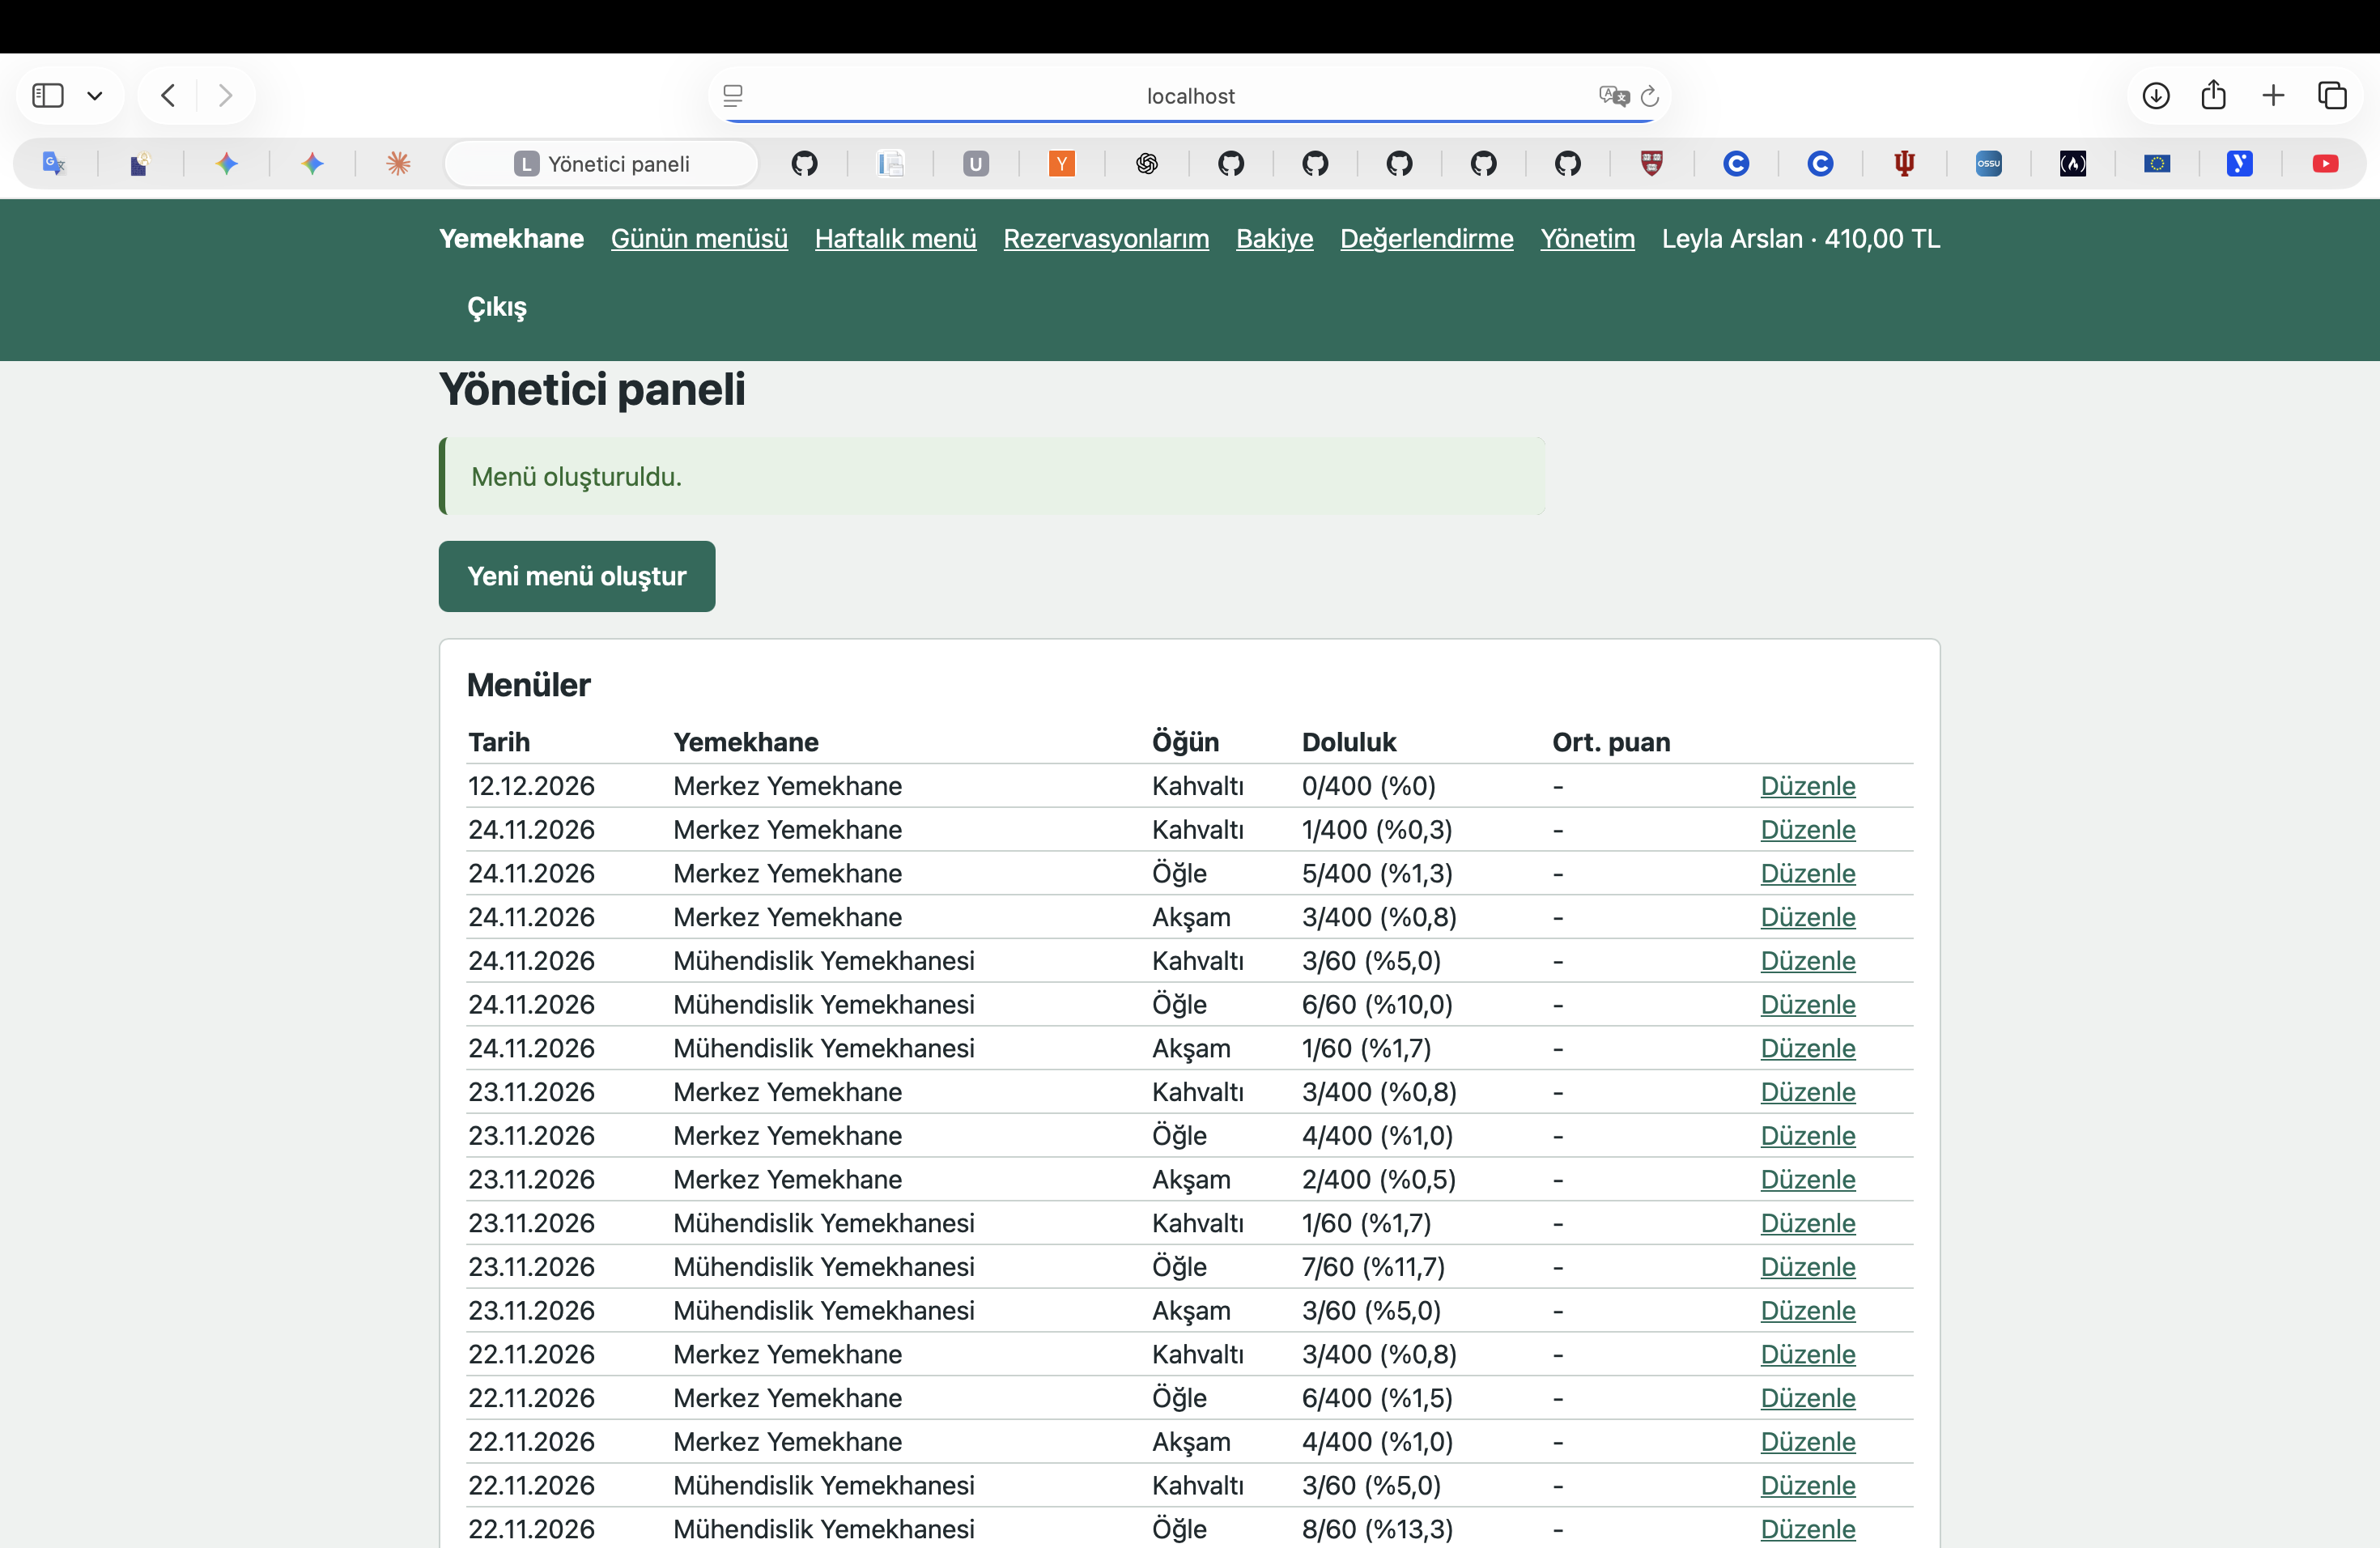 localhost
L Yönetici paneli
U
Y
OSSU
Yemekhane Günün menüsü Haftalık menü Rezervasyonlarım Bakiye Değerlendirme Yönetim Leyla Arslan · 410,00 TL
Çıkış
Yönetici paneli
Menü oluşturuldu.
Yeni menü oluştur
Menüler
Tarih Yemekhane Öğün Doluluk Ort. puan
12.12.2026 Merkez Yemekhane Kahvaltı 0/400 (%0) - Düzenle
24.11.2026 Merkez Yemekhane Kahvaltı 1/400 (%0,3) - Düzenle
24.11.2026 Merkez Yemekhane Öğle 5/400 (%1,3) - Düzenle
24.11.2026 Merkez Yemekhane Akşam 3/400 (%0,8) - Düzenle
24.11.2026 Mühendislik Yemekhanesi Kahvaltı 3/60 (%5,0) - Düzenle
24.11.2026 Mühendislik Yemekhanesi Öğle 6/60 (%10,0) - Düzenle
24.11.2026 Mühendislik Yemekhanesi Akşam 1/60 (%1,7) - Düzenle
23.11.2026 Merkez Yemekhane Kahvaltı 3/400 (%0,8) - Düzenle
23.11.2026 Merkez Yemekhane Öğle 4/400 (%1,0) - Düzenle
23.11.2026 Merkez Yemekhane Akşam 2/400 (%0,5) - Düzenle
23.11.2026 Mühendislik Yemekhanesi Kahvaltı 1/60 (%1,7) - Düzenle
23.11.2026 Mühendislik Yemekhanesi Öğle 7/60 (%11,7) - Düzenle
23.11.2026 Mühendislik Yemekhanesi Akşam 3/60 (%5,0) - Düzenle
22.11.2026 Merkez Yemekhane Kahvaltı 3/400 (%0,8) - Düzenle
22.11.2026 Merkez Yemekhane Öğle 6/400 (%1,5) - Düzenle
22.11.2026 Merkez Yemekhane Akşam 4/400 (%1,0) - Düzenle
22.11.2026 Mühendislik Yemekhanesi Kahvaltı 3/60 (%5,0) - Düzenle
22.11.2026 Mühendislik Yemekhanesi Öğle 8/60 (%13,3) - Düzenle